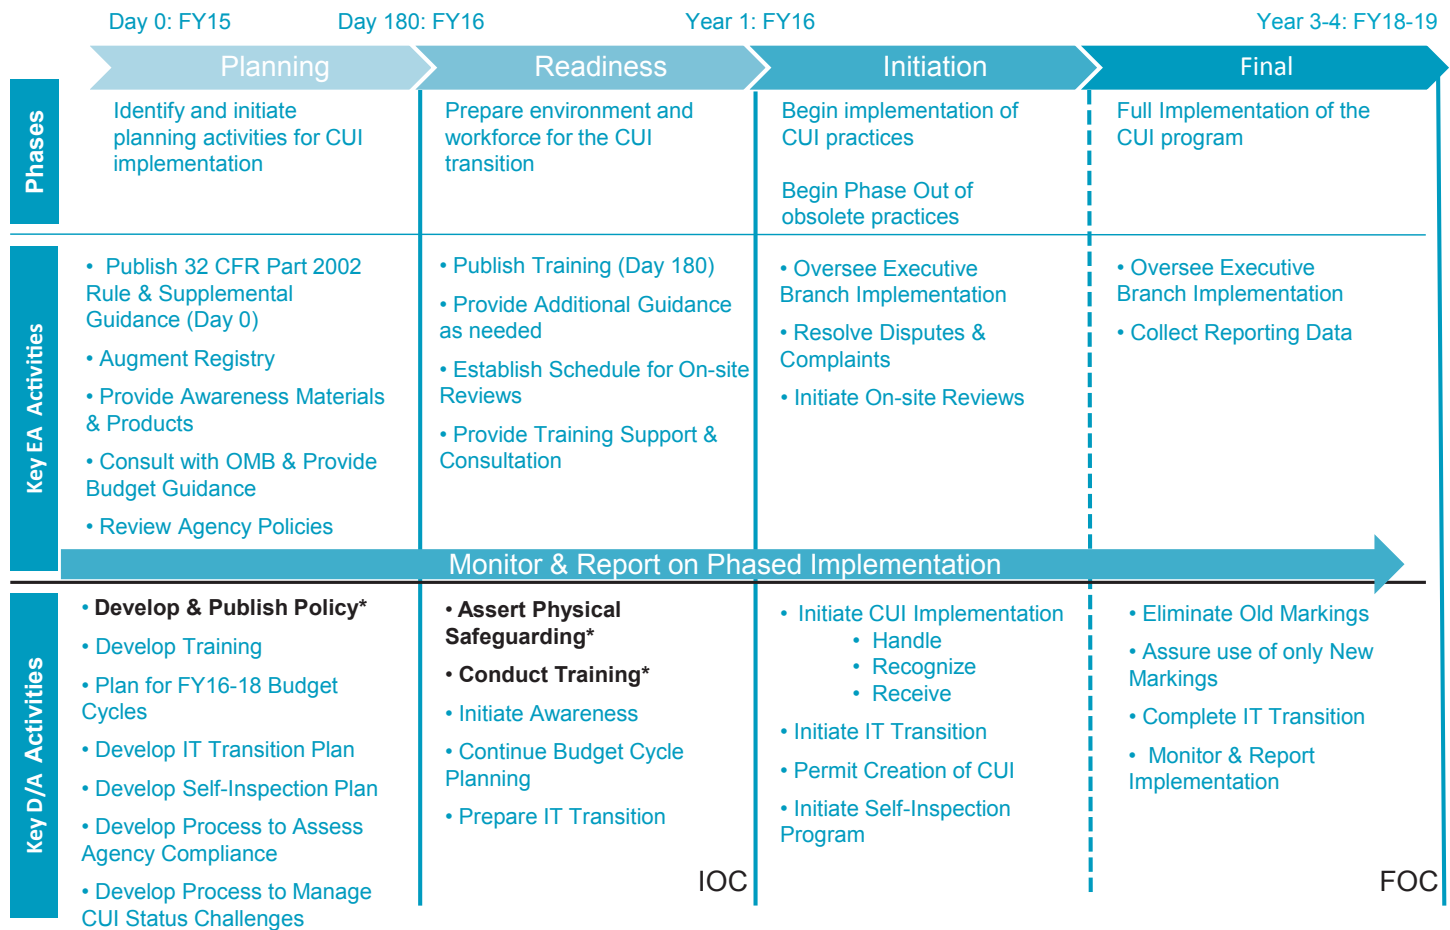 Day 0: FY15
Day 180: FY16
Year 1: FY16
Year 3-4: FY18-19
Planning
Readiness
Initiation
Final
Phases
Identify and initiate
planning activities for CUI
implementation
Prepare environment and
workforce for the CUI
transition
Begin implementation of
CUI practices
Begin Phase Out of
obsolete practices
Full Implementation of the
CUI program
Key EA Activities
• Publish 32 CFR Part 2002
Rule & Supplemental
Guidance (Day 0)
• Augment Registry
• Provide Awareness Materials
& Products
• Consult with OMB & Provide
Budget Guidance
• Review Agency Policies
• Publish Training (Day 180)
• Provide Additional Guidance
as needed
• Establish Schedule for On-site
Reviews
• Provide Training Support &
Consultation
• Oversee Executive
Branch Implementation
• Resolve Disputes &
Complaints
• Initiate On-site Reviews
• Oversee Executive
Branch Implementation
• Collect Reporting Data
Monitor & Report on Phased Implementation
Key D/A Activities
• Develop & Publish Policy*
• Develop Training
• Plan for FY16-18 Budget
Cycles
• Develop IT Transition Plan
• Develop Self-Inspection Plan
• Develop Process to Assess
Agency Compliance
• Develop Process to Manage
CUI Status Challenges
• Assert Physical
Safeguarding*
• Conduct Training*
• Initiate Awareness
• Continue Budget Cycle
Planning
• Prepare IT Transition
IOC
• Initiate CUI Implementation
• Handle
• Recognize
• Receive
• Initiate IT Transition
• Permit Creation of CUI
• Initiate Self-Inspection
Program
• Eliminate Old Markings
• Assure use of only New
Markings
• Complete IT Transition
• Monitor & Report
Implementation
FOC